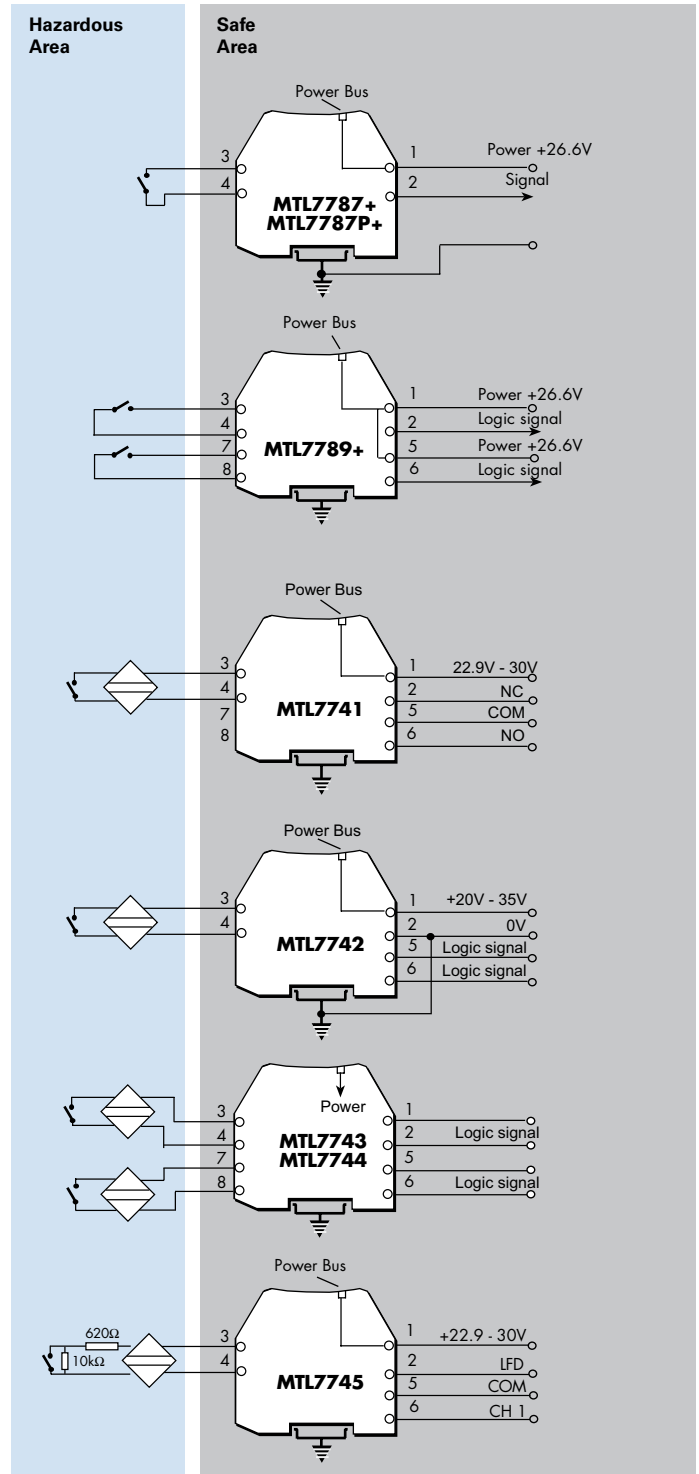 Hazardous
Area
Safe
Area
Power Bus
3
4
MTL7787+
MTL7787P+
1
Power +26.6V
2
Signal
Power Bus
3
4
7
8
MTL7789+
1
Power +26.6V
2
Logic signal
5
Power +26.6V
6
Logic signal
Power Bus
3
4
7
8
MTL7741
1
22.9V - 30V
2
NC
5
COM
6
NO
Power Bus
3
4
MTL7742
1
+20V - 35V
2
0V
5
Logic signal
6
Logic signal
Power
3
4
7
8
MTL7743
MTL7744
1
2
Logic signal
5
6
Logic signal
Power Bus
620Ω
10kΩ
3
4
MTL7745
1
+22.9 - 30V
2
LFD
5
COM
6
CH 1